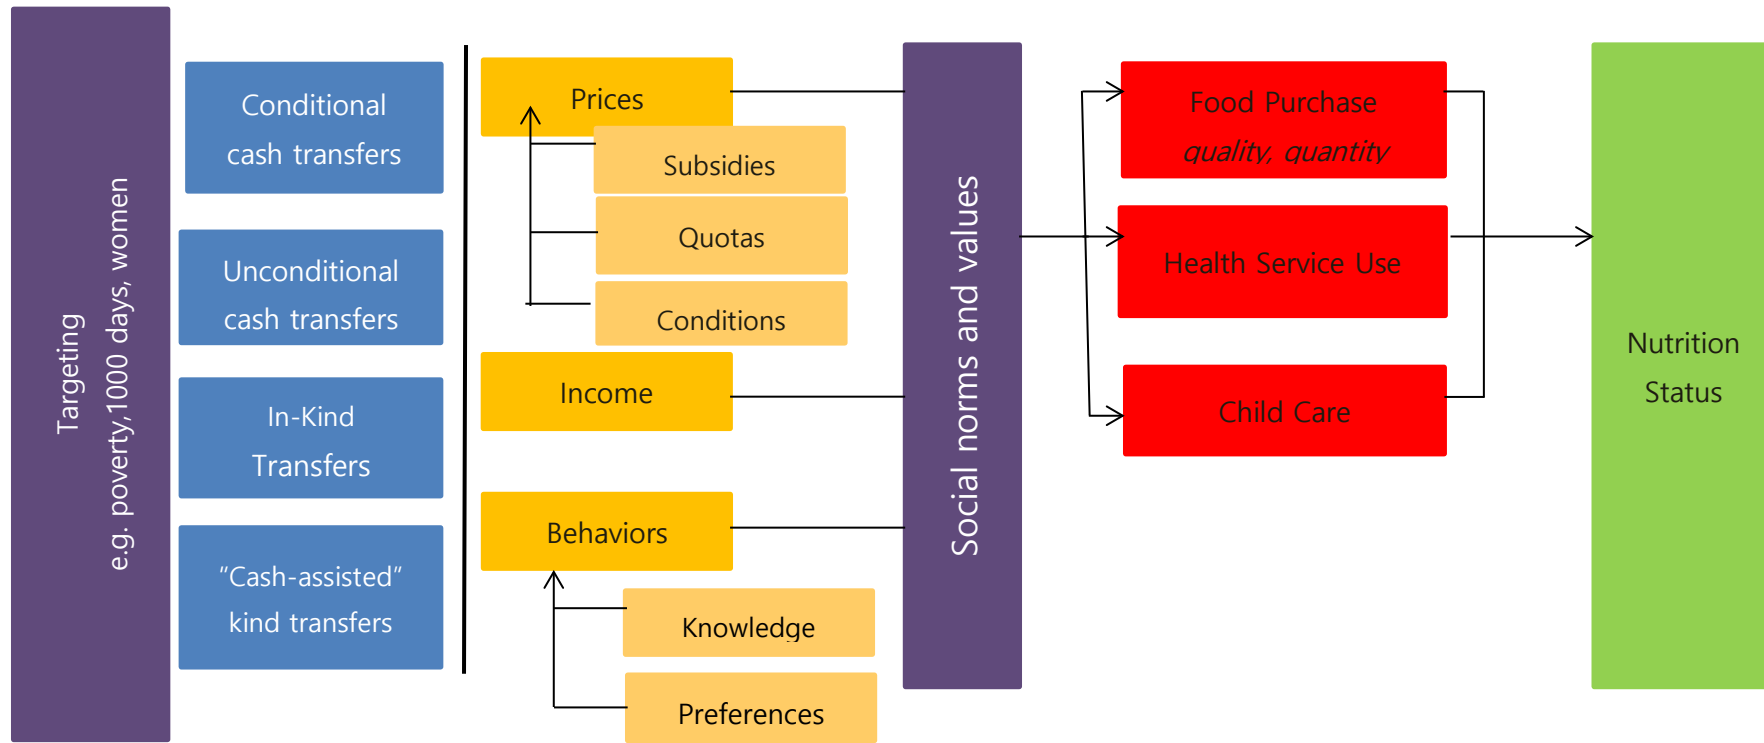 Targeting
e.g. poverty,1000 days, women
Conditional
cash transfers
Unconditional
cash transfers
In-Kind
Transfers
“Cash-assisted”
kind transfers
Prices
Subsidies
Quotas
Conditions
Income
Behaviors
Knowledge
Preferences
Social norms and values
Food Purchase
quality, quantity
Health Service Use
Child Care
Nutrition
Status